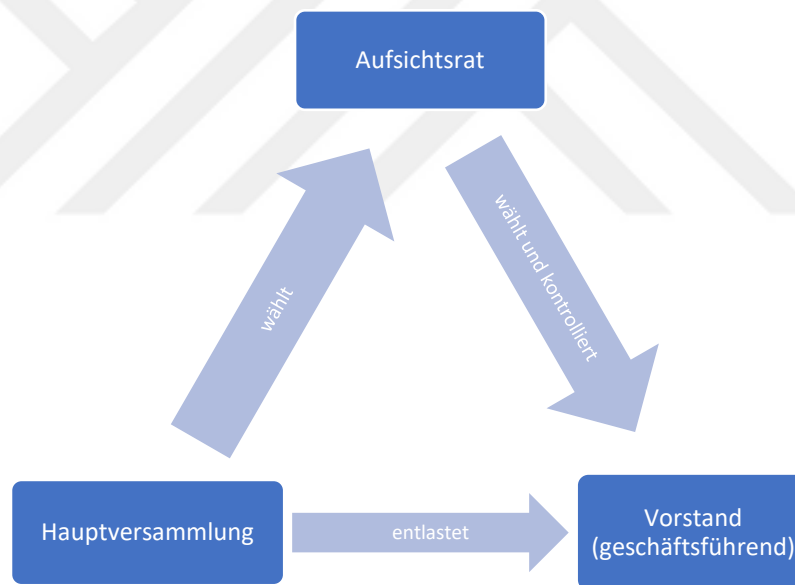 Aufsichtsrat
wählt
wählt und kontrolliert
Hauptversammlung
entlastet
Vorstand
(geschäftsführend)